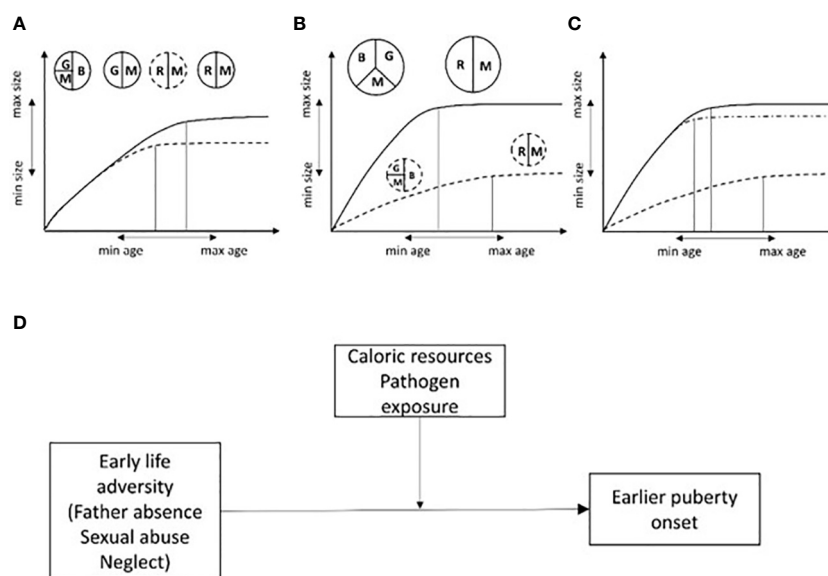 A
B
C
G
M
B
G
M
R
M
R
M
B
G
M
R
M
G
M
B
R
M
max size
min size
max size
min size
max size
min size
min age
max age
min age
max age
min age
max age
D
Caloric resources
Pathogen
exposure
Early life
adversity
(Father absence
Sexual abuse
Neglect)
Earlier puberty
onset